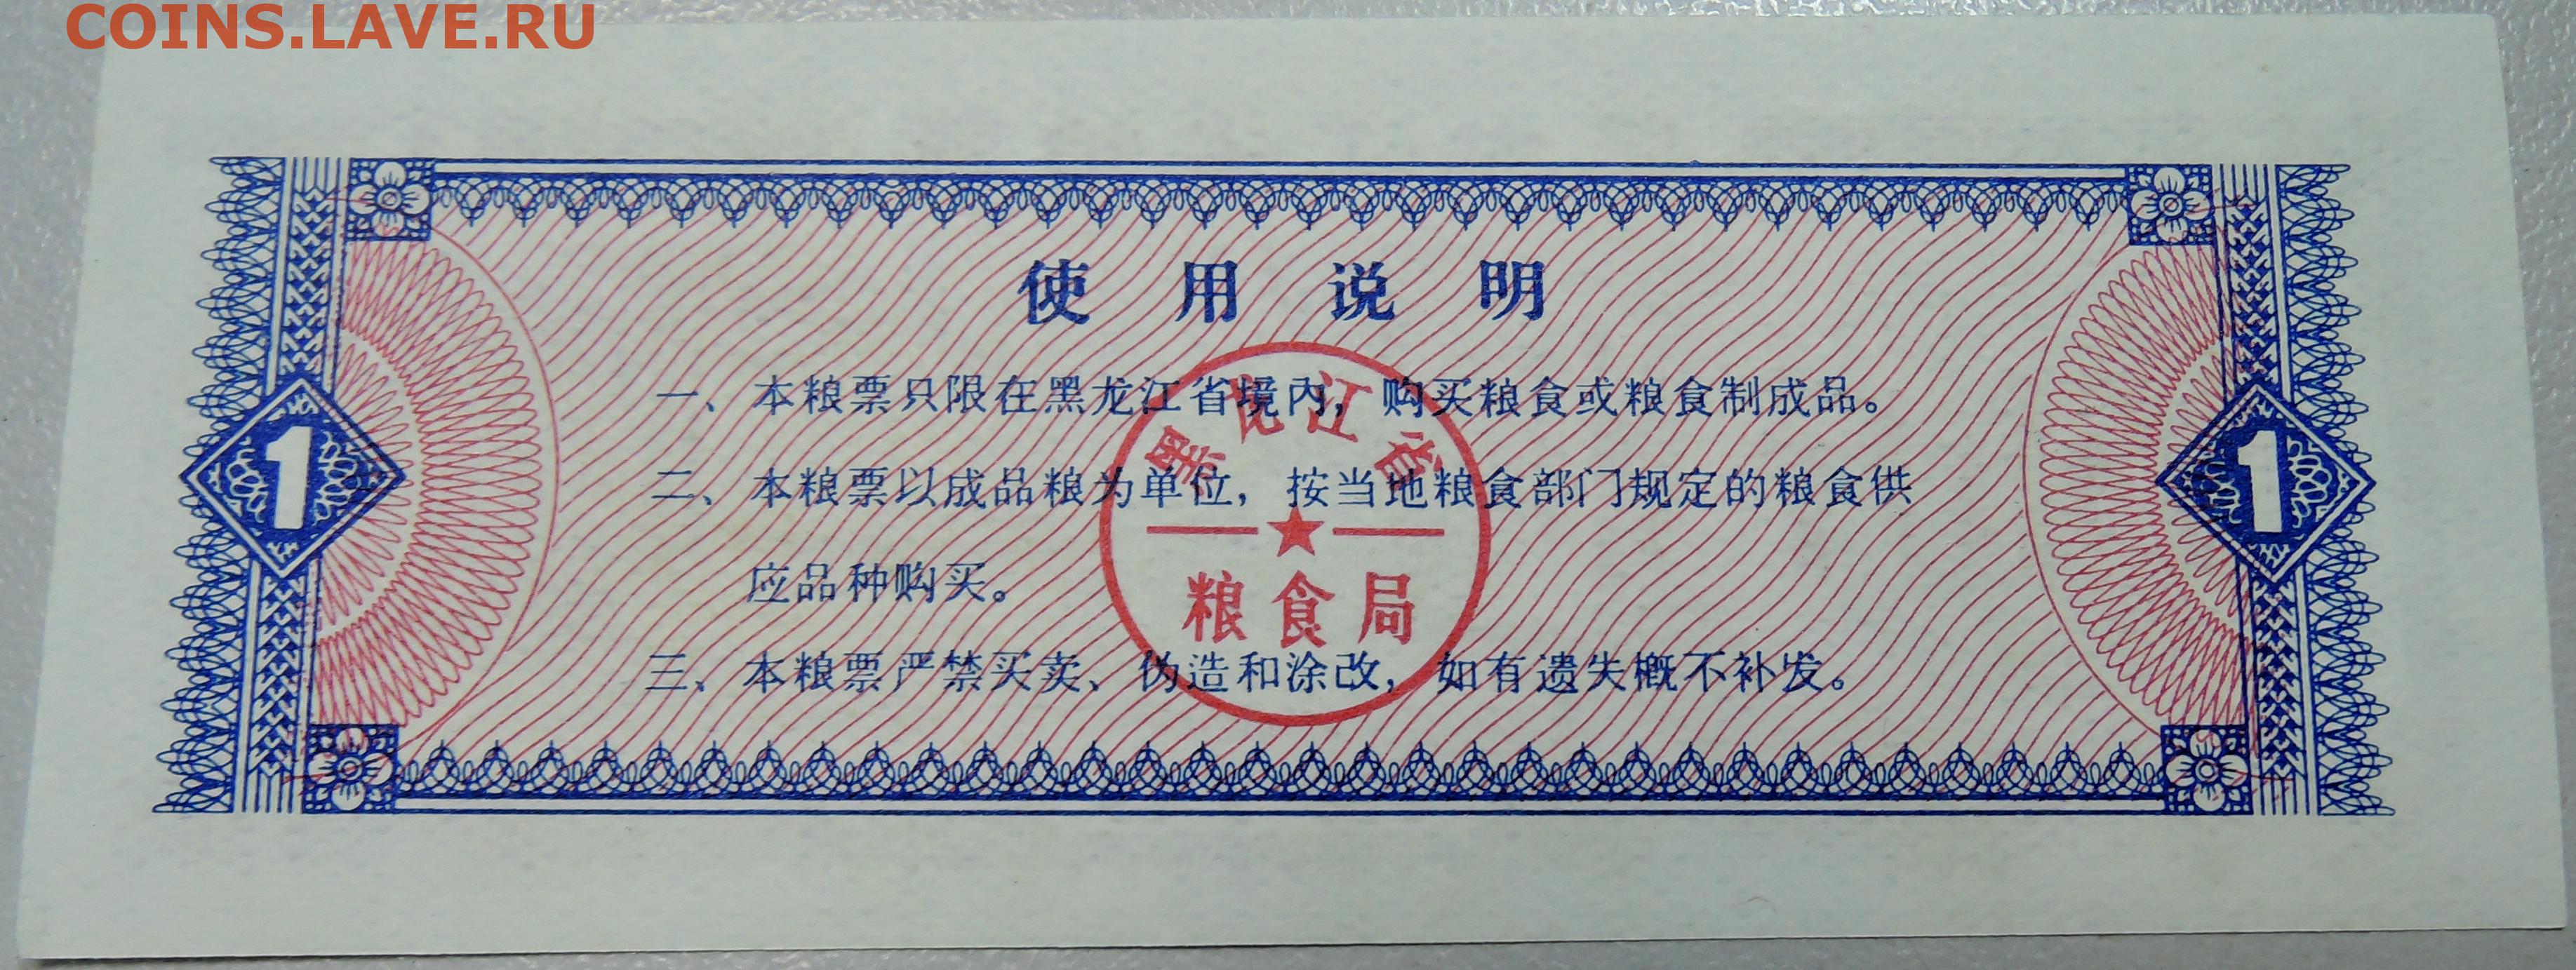 COINS.LAVE.RU
使用说明
一、本粮票只限在黑龙江省境内，购买粮食或粮食制成品。
二、本粮票以成品粮为单位，按当地粮食部门规定的粮食供
应品种购买。
三、本粮票严禁买卖、伪造和涂改，如有遗失概不补发。
黑龙江省
粮食局
1
1